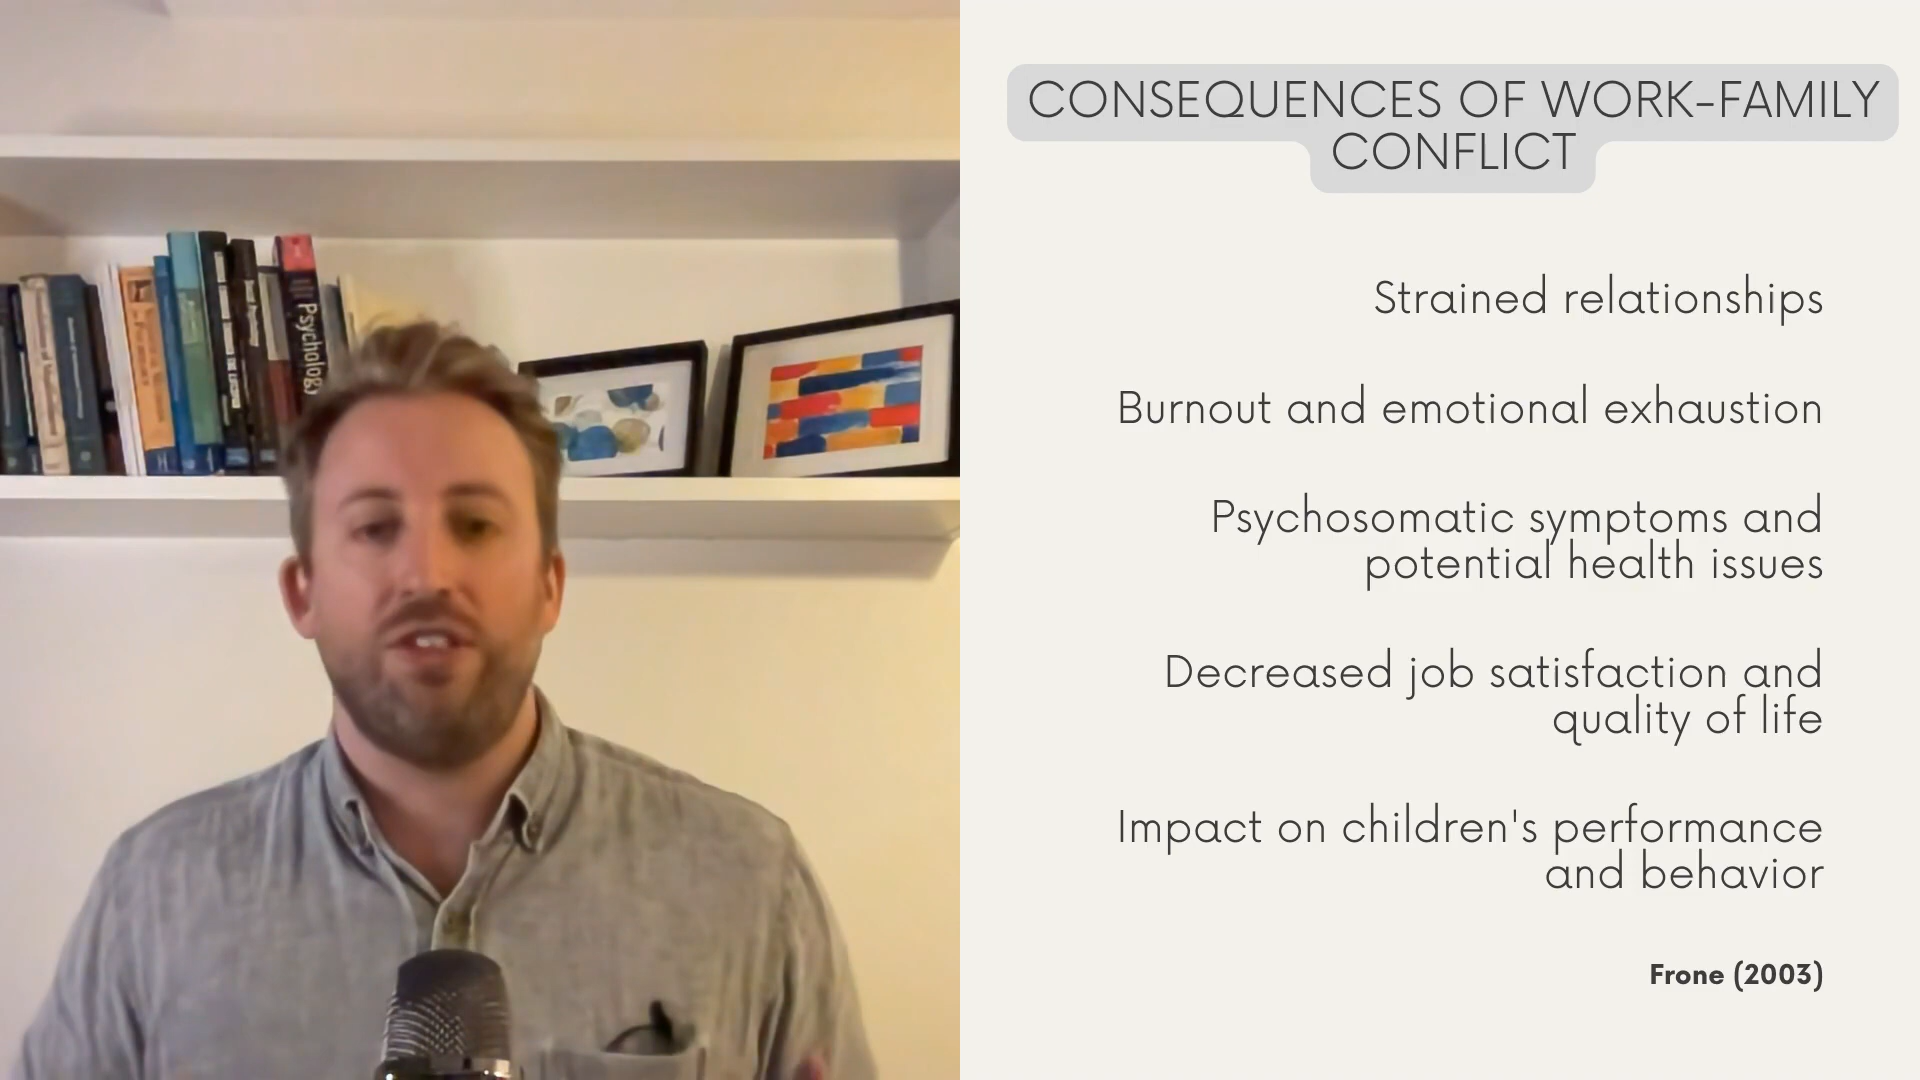 Psychology
CONSEQUENCES OF WORK-FAMILY
CONFLICT
Strained relationships
Burnout and emotional exhaustion
Psychosomatic symptoms and
potential health issues
Decreased job satisfaction and
quality of life
Impact on children's performance
and behavior
Frone (2003)